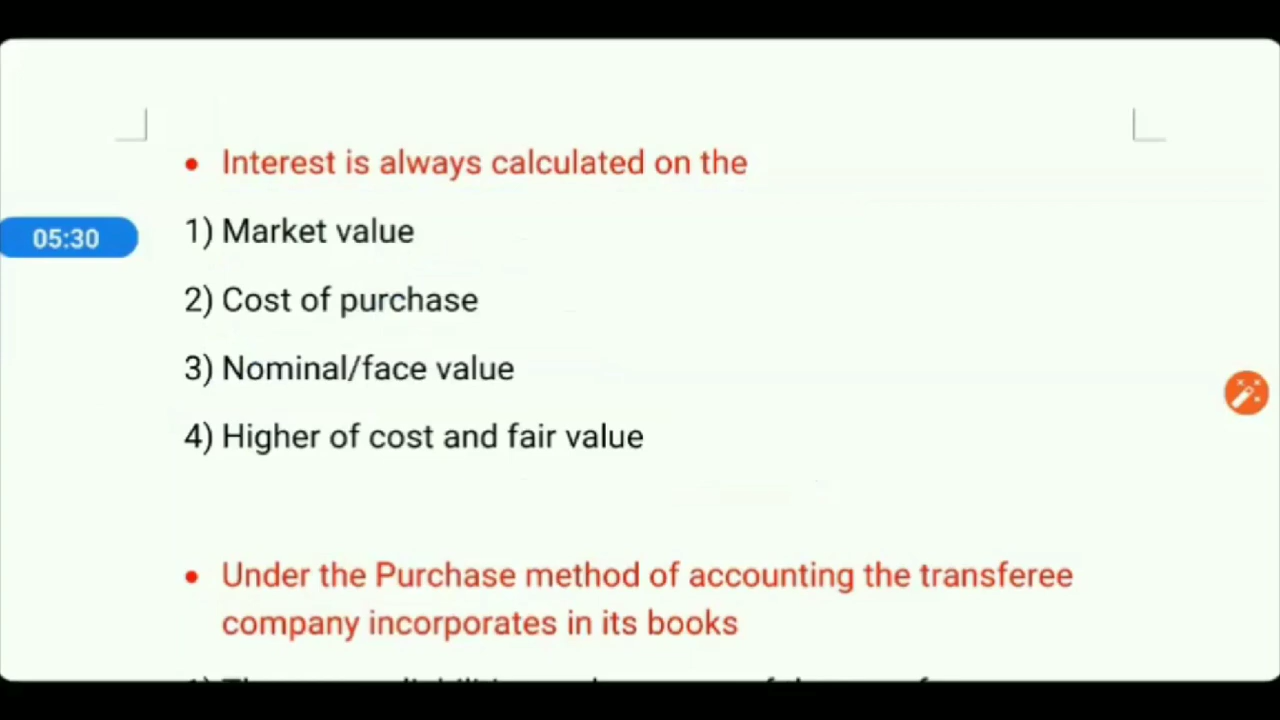 Interest is always calculated on the
1) Market value
05:30
2) Cost of purchase
3) Nominal/face value
4) Higher of cost and fair value
Under the Purchase method of accounting the transferee
company incorporates in its books